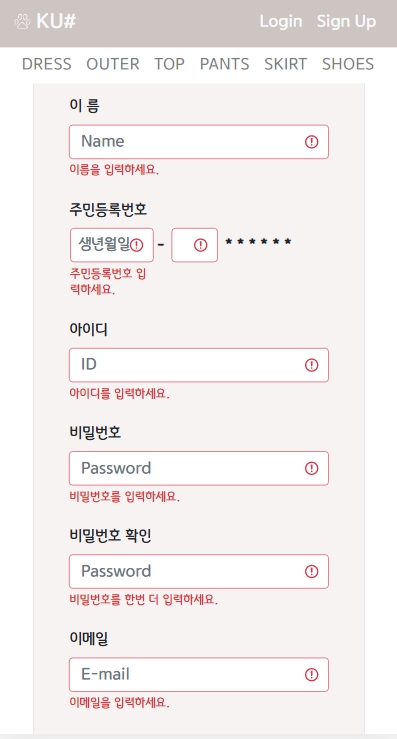 KU# Login Sign Up
DRESS OUTER TOP PANTS SKIRT SHOES
이 름
Name
이름을 입력하세요.
주민등록번호
생년월일 - ******
주민등록번호 입
력하세요.
아이디
ID
아이디를 입력하세요.
비밀번호
Password
비밀번호를 입력하세요.
비밀번호 확인
Password
비밀번호를 한번 더 입력하세요.
이메일
E-mail
이메일을 입력하세요.